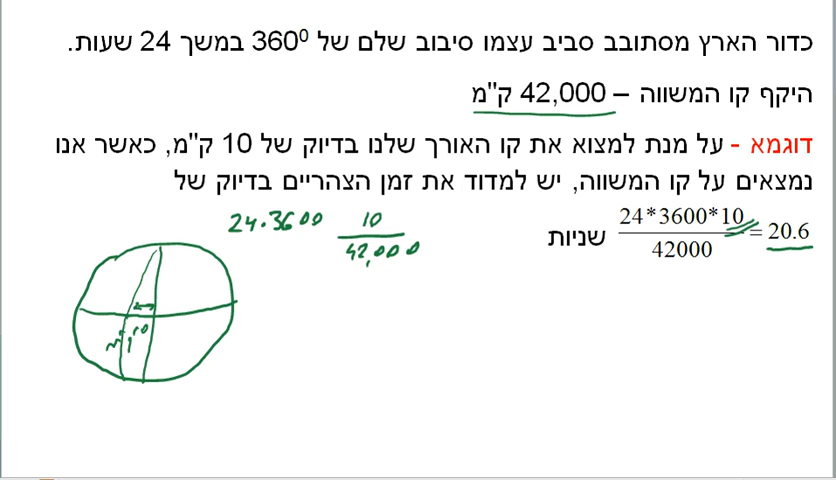 כדור הארץ מסתובב סביב עצמו סיבוב שלם של 360⁰ במשך 24 שעות.
היקף קו המשווה – 42,000 ק"מ
דוגמא - על מנת למצוא את קו האורך שלנו בדיוק של 10 ק"מ, כאשר אנו
נמצאים על קו המשווה, יש למדוד את זמן הצהריים בדיוק של
24*3600*10 / 42000 = 20.6 שניות
24·3600 10 / 42,000
10
ק"מ